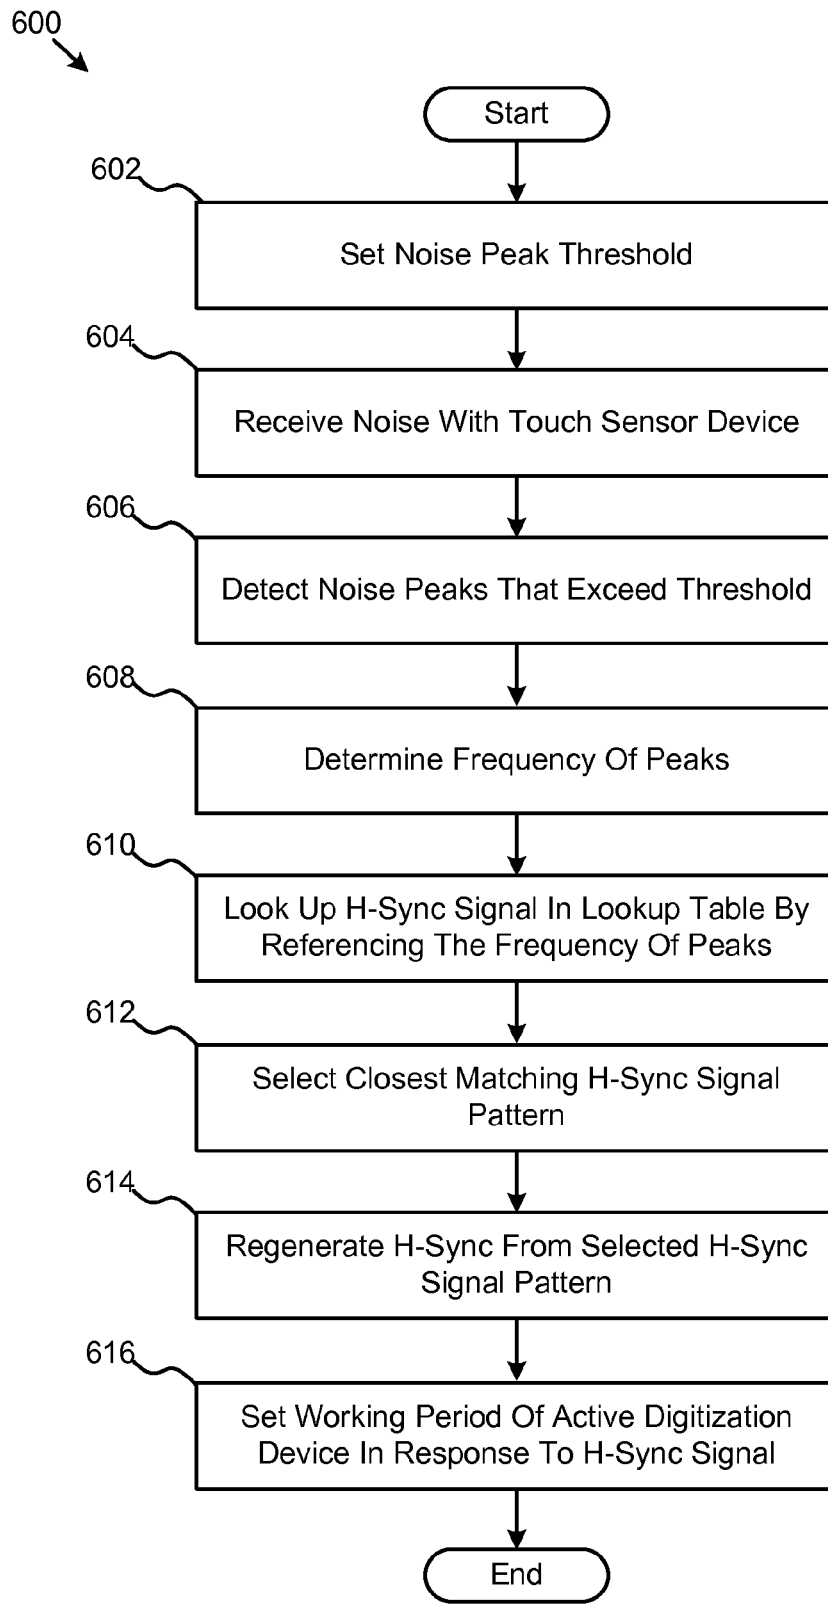 600
Start
602
Set Noise Peak Threshold
604
Receive Noise With Touch Sensor Device
606
Detect Noise Peaks That Exceed Threshold
608
Determine Frequency Of Peaks
610
Look Up H-Sync Signal In Lookup Table By
Referencing The Frequency Of Peaks
612
Select Closest Matching H-Sync Signal
Pattern
614
Regenerate H-Sync From Selected H-Sync
Signal Pattern
616
Set Working Period Of Active Digitization
Device In Response To H-Sync Signal
End